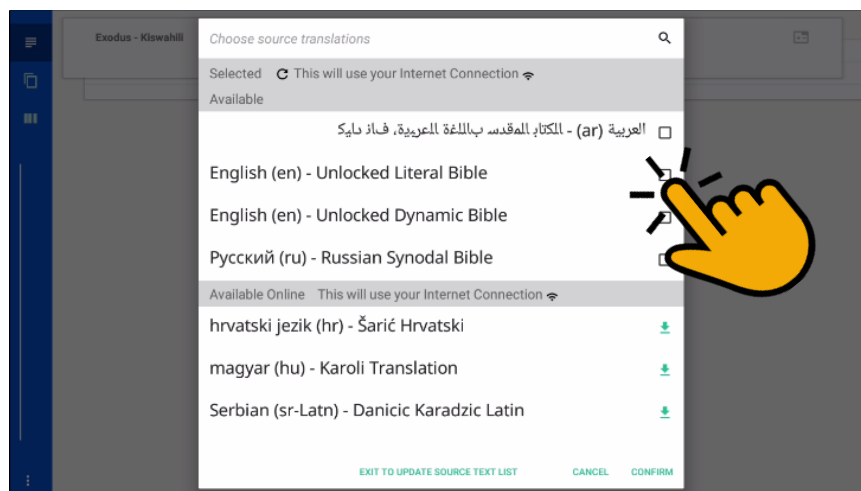 Exodus - Kiswahili
Choose source translations
Selected This will use your Internet Connection
Available
العربية (ar) - الكتاب المقدس باللغة العربية، فان دايك
English (en) - Unlocked Literal Bible
English (en) - Unlocked Dynamic Bible
Русский (ru) - Russian Synodal Bible
Available Online This will use your Internet Connection
hrvatski jezik (hr) - Šarić Hrvatski
magyar (hu) - Karoli Translation
Serbian (sr-Latn) - Danicic Karadzic Latin
EXIT TO UPDATE SOURCE TEXT LIST CANCEL CONFIRM